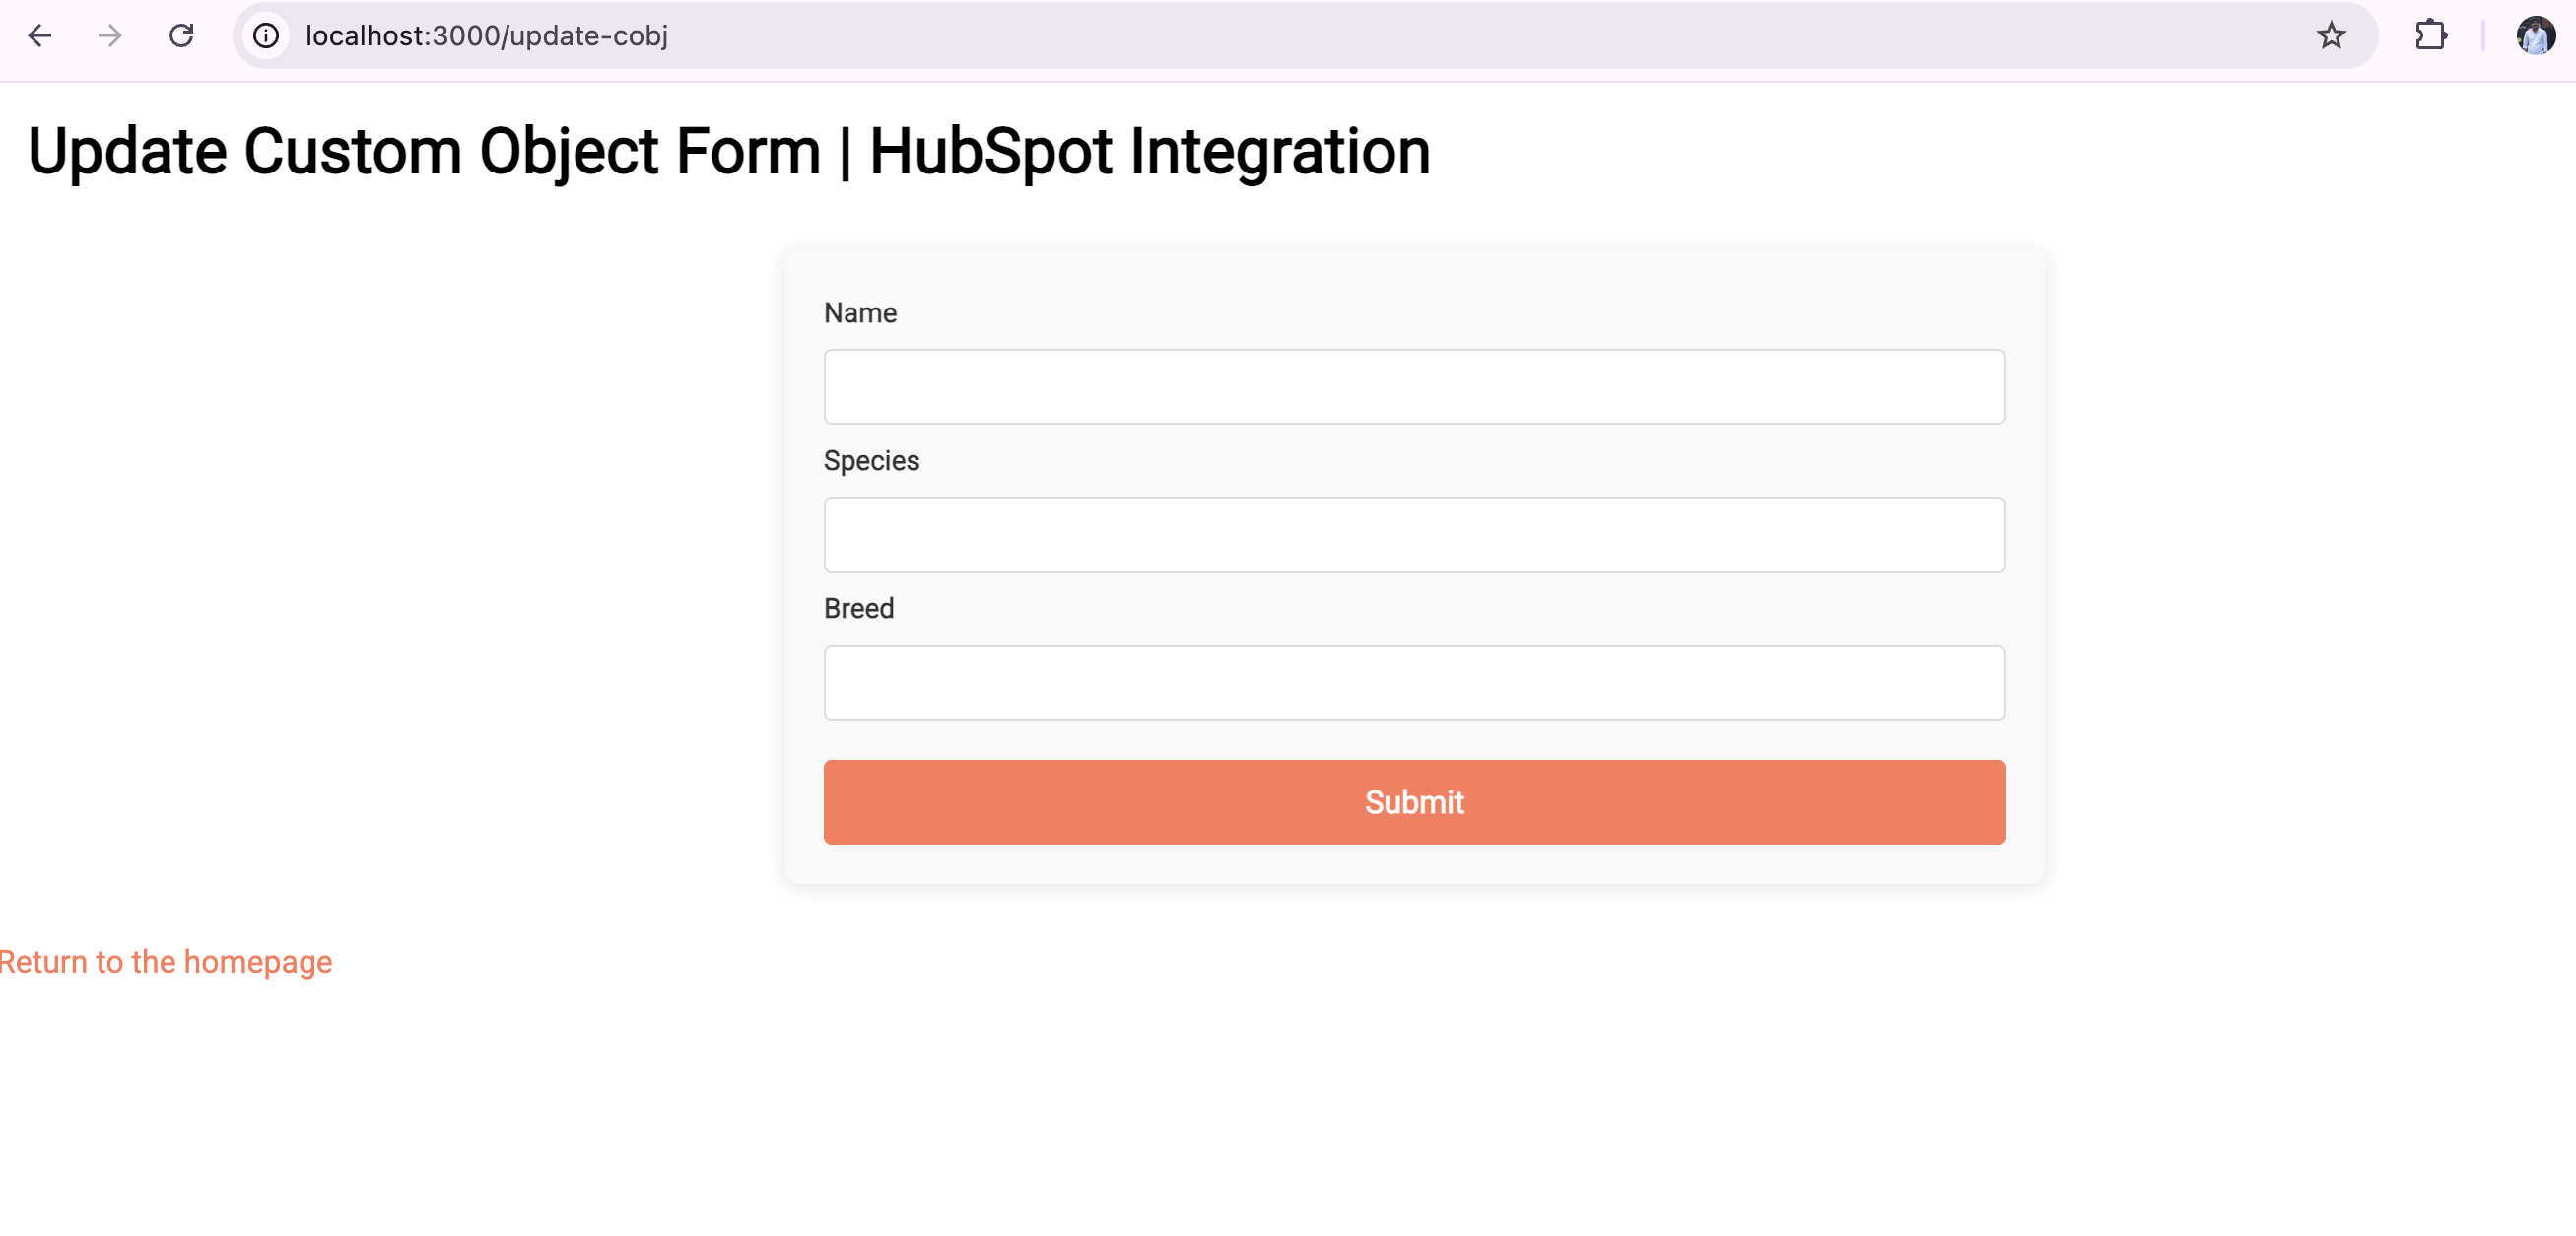 localhost:3000/update-cobj
Update Custom Object Form | HubSpot Integration
Name
Species
Breed
Submit
Return to the homepage